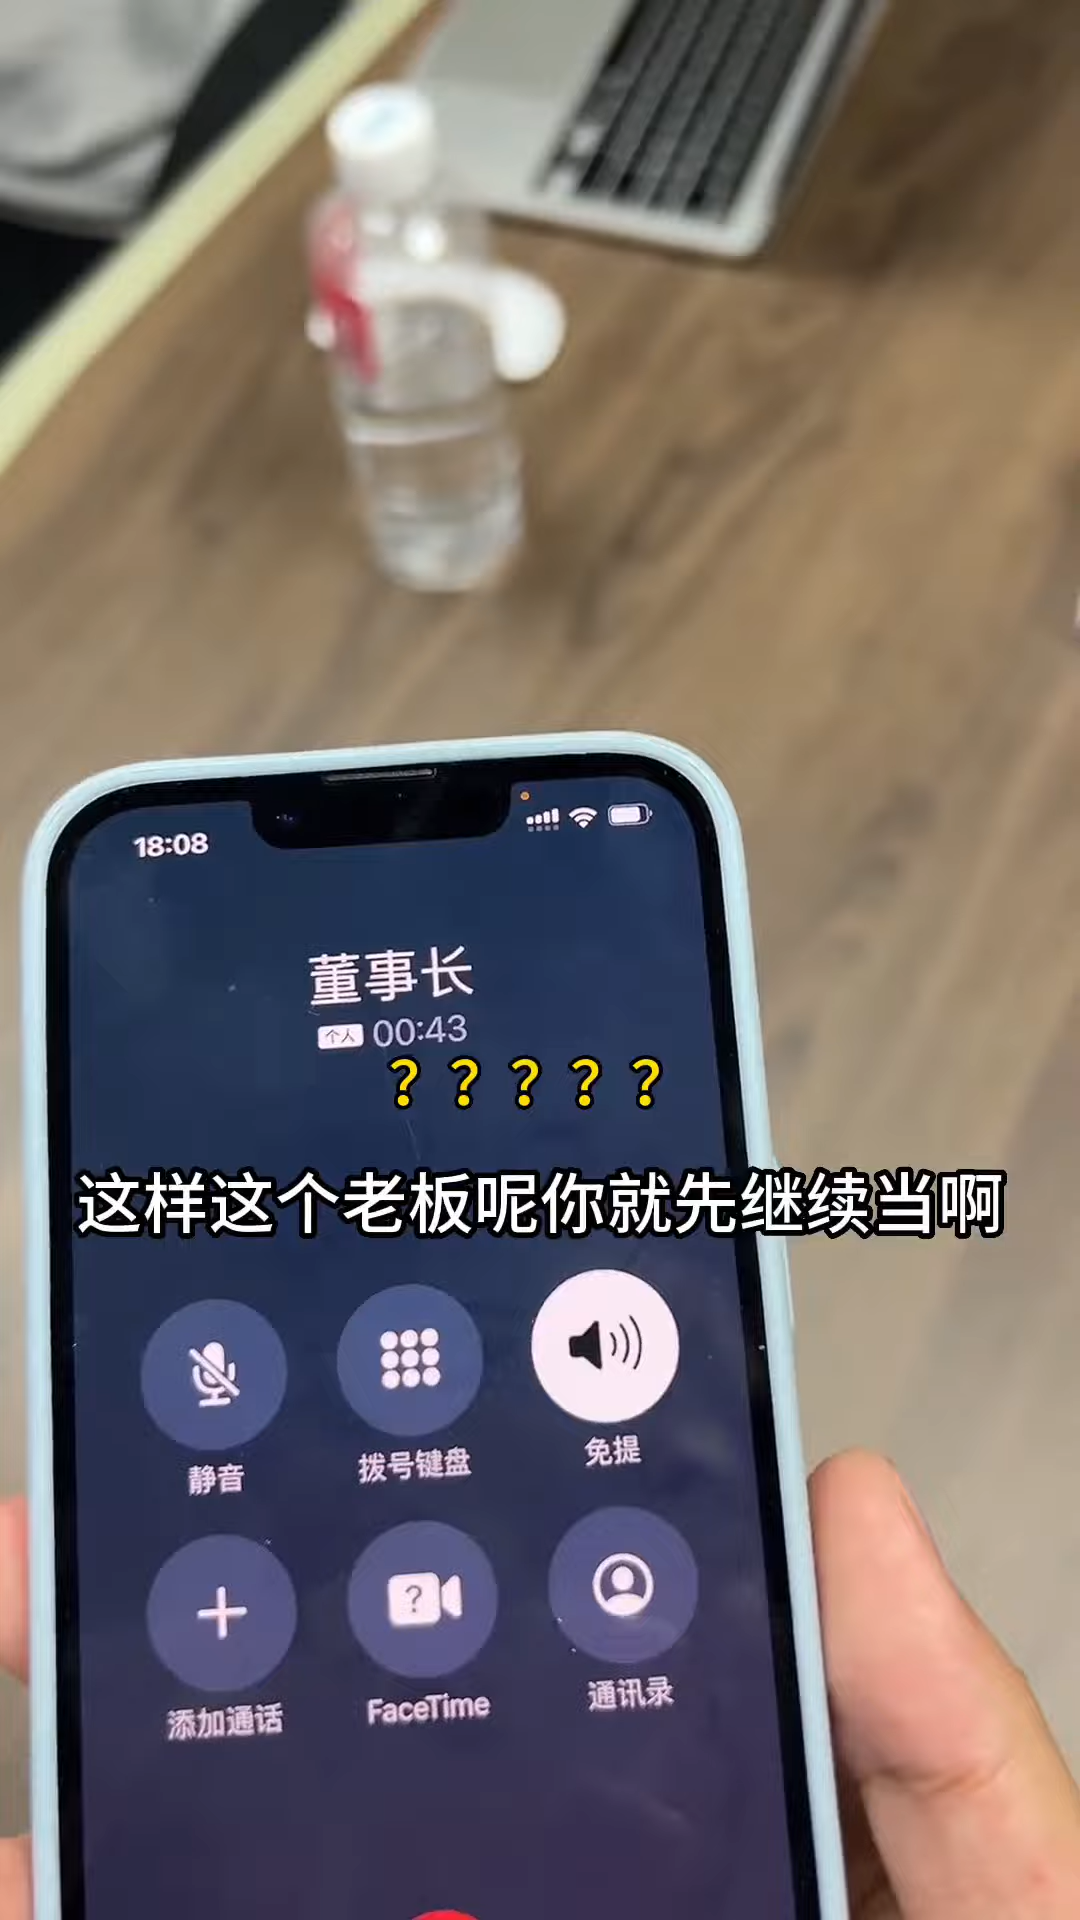 18:08
董事长
个人 00:43
？？？？？
这样这个老板呢你就先继续当啊
静音
拨号键盘
免提
添加通话
FaceTime
通讯录